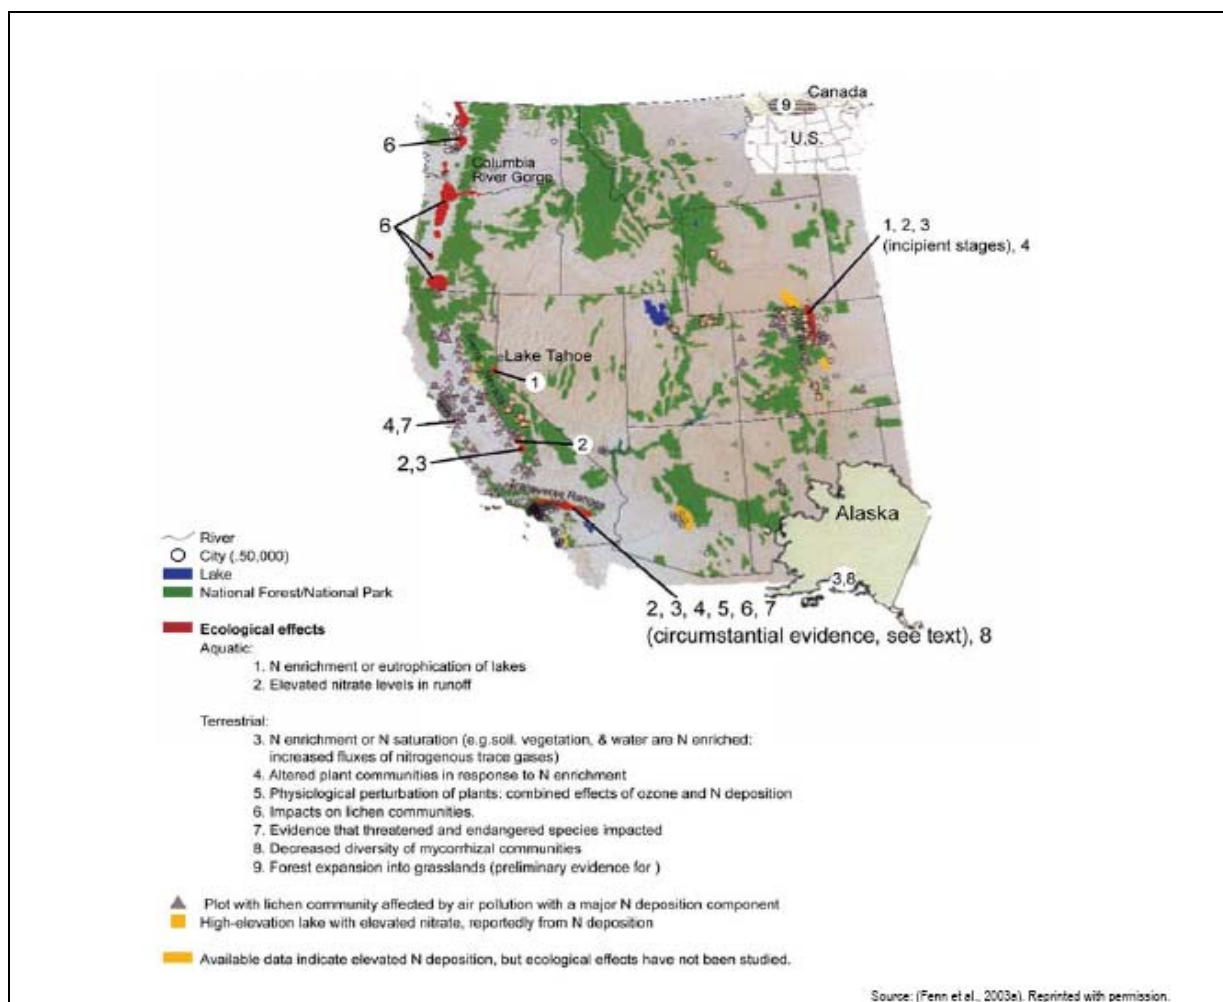 Canada
9
U.S.
6
Columbia
River Gorge
6
1, 2, 3
(incipient stages), 4
Lake Tahoe
1
4,7
2
2,3
Transverse Ranges
Alaska
3,8
2, 3, 4, 5, 6, 7
(circumstantial evidence, see text), 8
River
City (.50,000)
Lake
National Forest/National Park
Ecological effects
Aquatic:
1. N enrichment or eutrophication of lakes
2. Elevated nitrate levels in runoff
Terrestrial:
3. N enrichment or N saturation (e.g.soil. vegetation, & water are N enriched:
increased fluxes of nitrogenous trace gases)
4. Altered plant communities in response to N enrichment
5. Physiological perturbation of plants: combined effects of ozone and N deposition
6. Impacts on lichen communities.
7. Evidence that threatened and endangered species impacted
8. Decreased diversity of mycorrhizal communities
9. Forest expansion into grasslands (preliminary evidence for )
Plot with lichen community affected by air pollution with a major N deposition component
High-elevation lake with elevated nitrate, reportedly from N deposition
Available data indicate elevated N deposition, but ecological effects have not been studied.
Source: (Fenn et al., 2003a). Reprinted with permission.